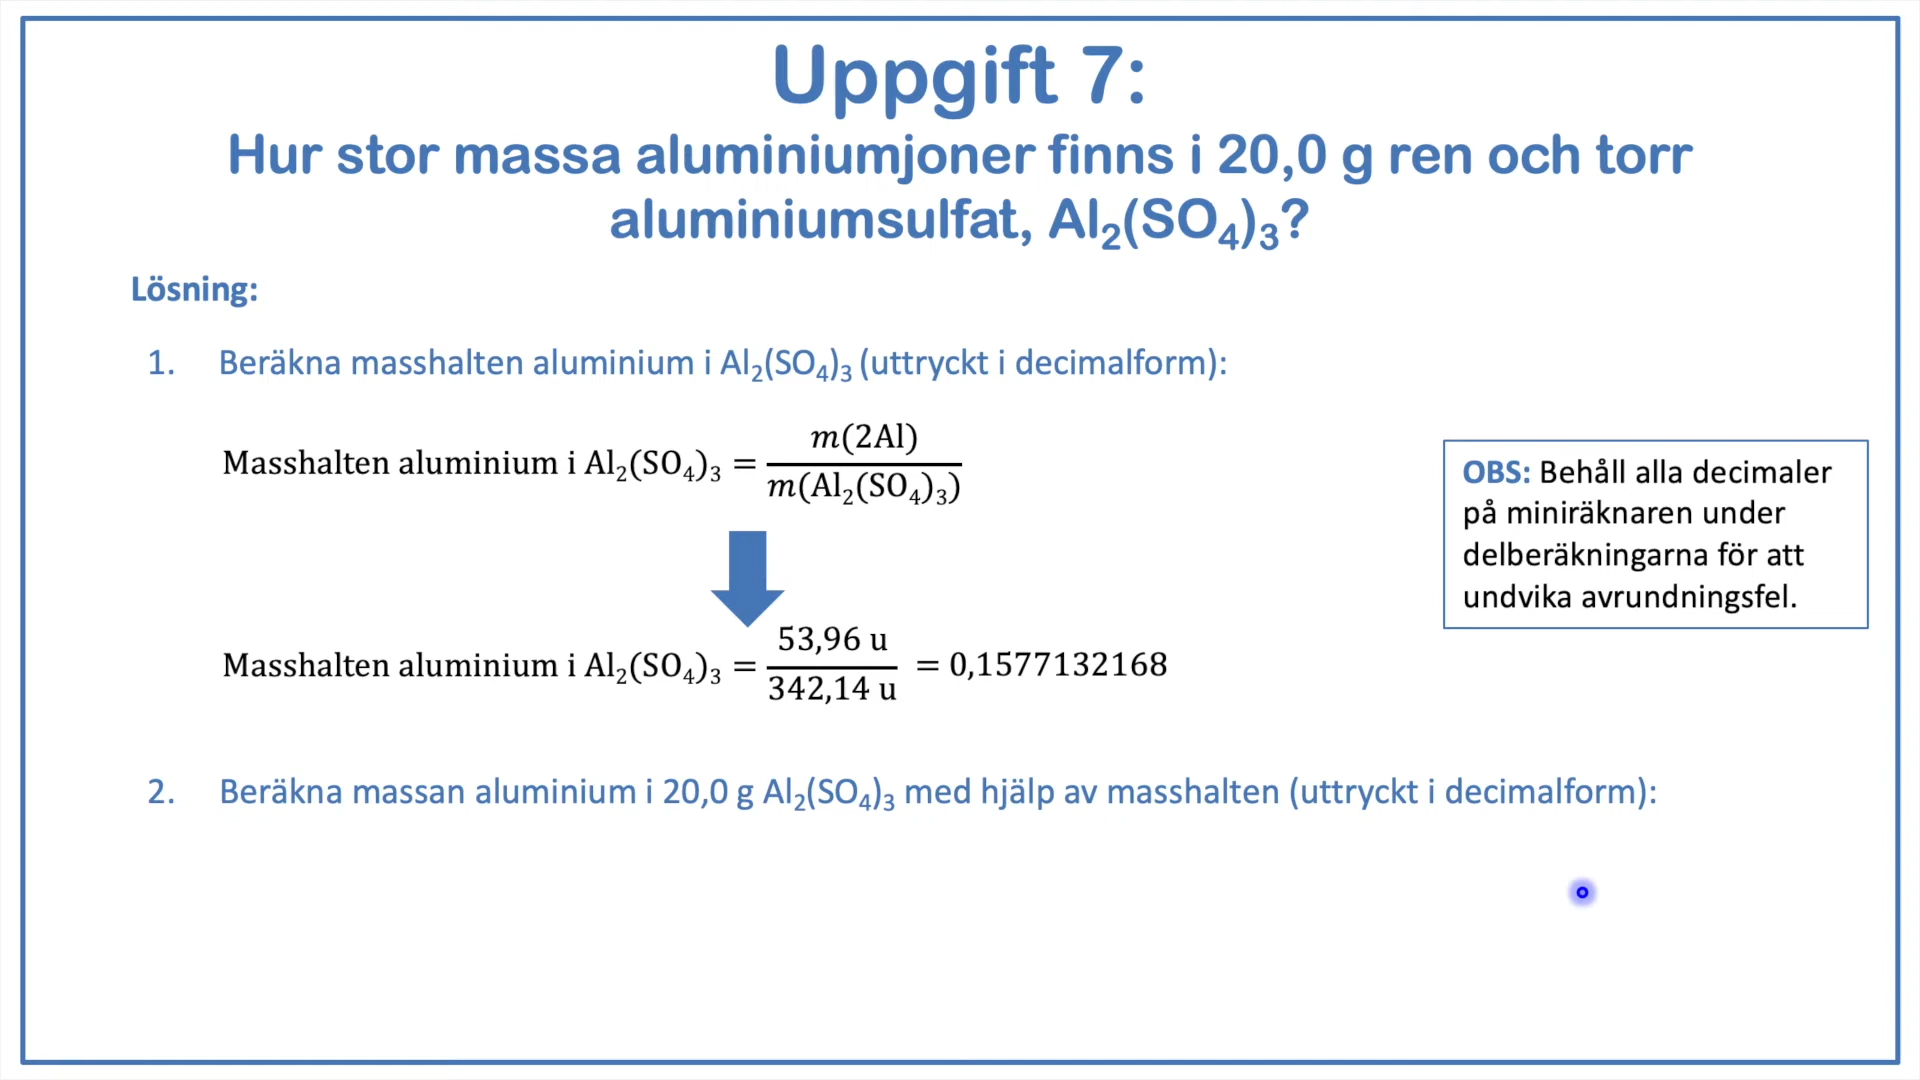 Uppgift 7:
Hur stor massa aluminiumjoner finns i 20,0 g ren och torr
aluminiumsulfat, Al₂(SO₄)₃?
Lösning:
1. Beräkna masshalten aluminium i Al₂(SO₄)₃ (uttryckt i decimalform):
Masshalten aluminium i Al₂(SO₄)₃ = m(2Al) / m(Al₂(SO₄)₃)
OBS: Behåll alla decimaler
på miniräknaren under
delberäkningarna för att
undvika avrundningsfel.
Masshalten aluminium i Al₂(SO₄)₃ = 53,96 u / 342,14 u = 0,1577132168
2. Beräkna massan aluminium i 20,0 g Al₂(SO₄)₃ med hjälp av masshalten (uttryckt i decimalform):